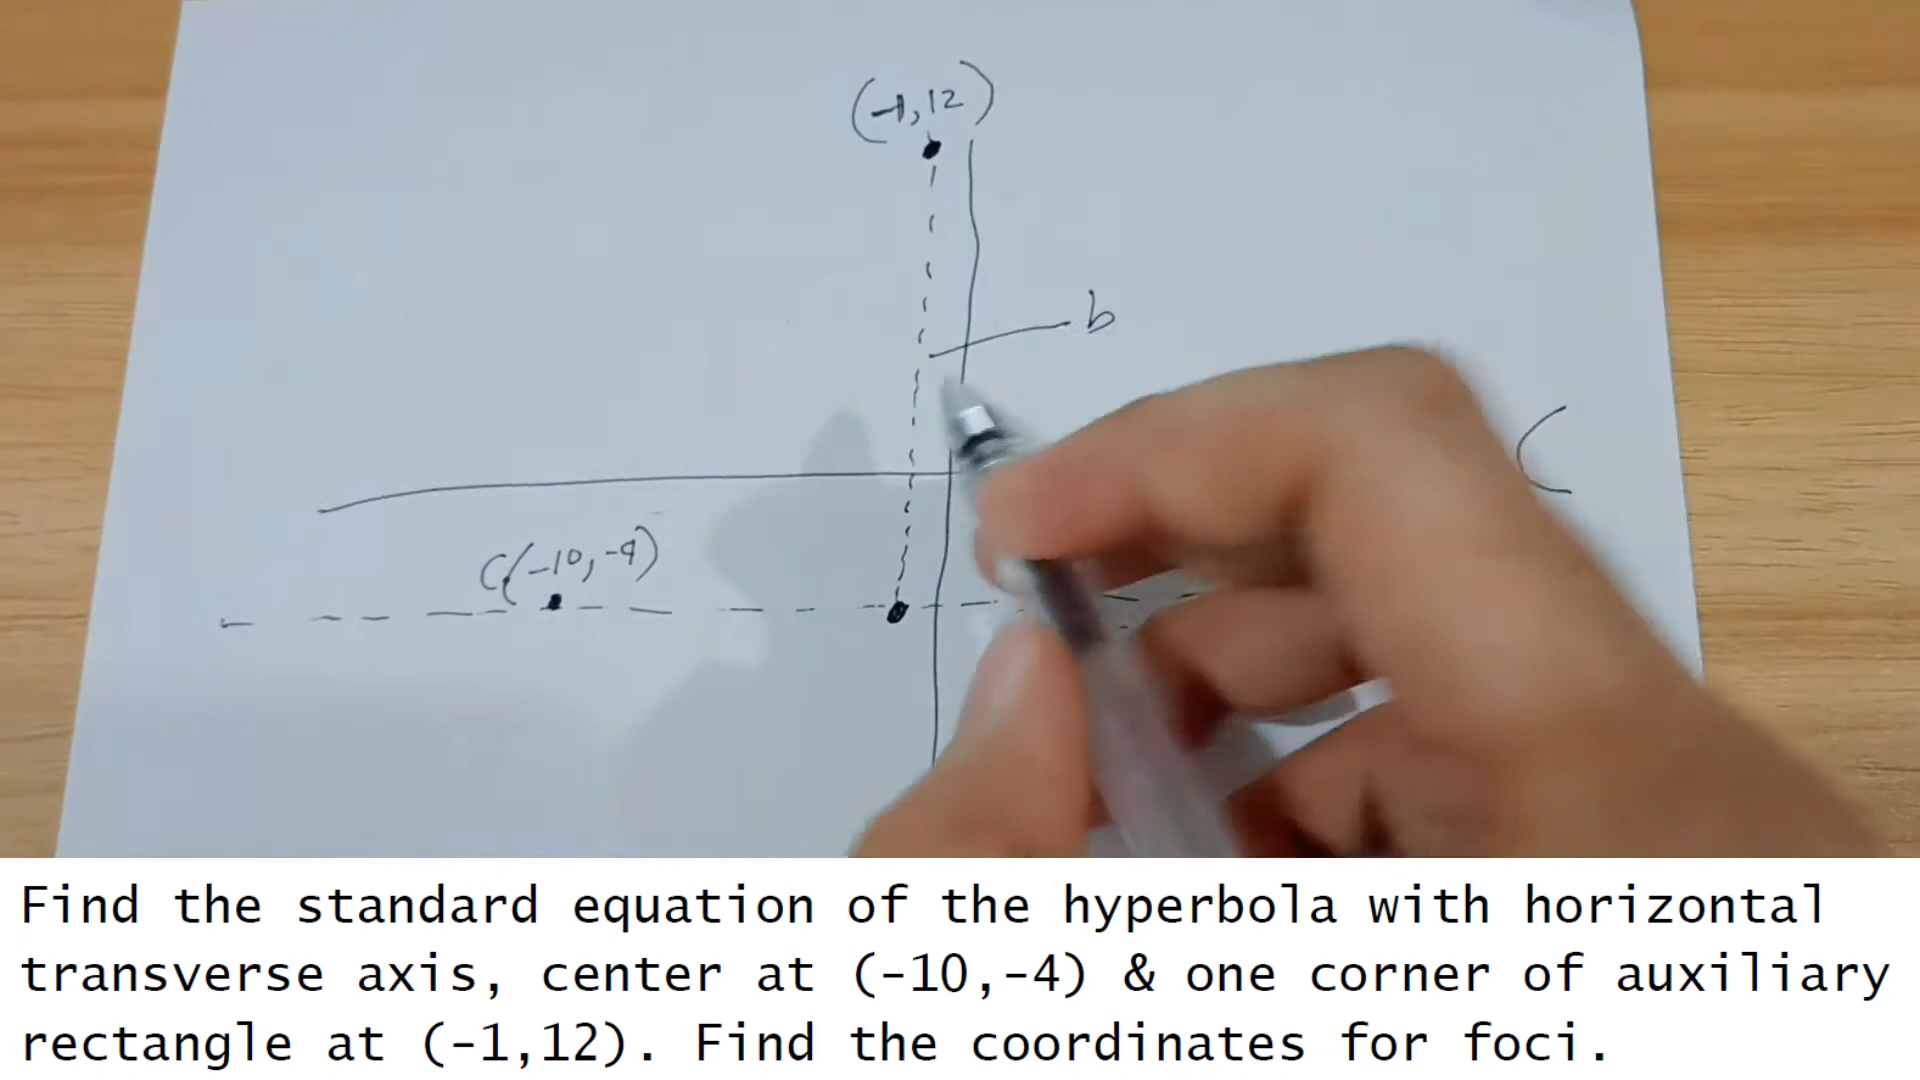 (-1,12)
b
C(-10,-4)
(
Find the standard equation of the hyperbola with horizontal
transverse axis, center at (-10,-4) & one corner of auxiliary
rectangle at (-1,12). Find the coordinates for foci.